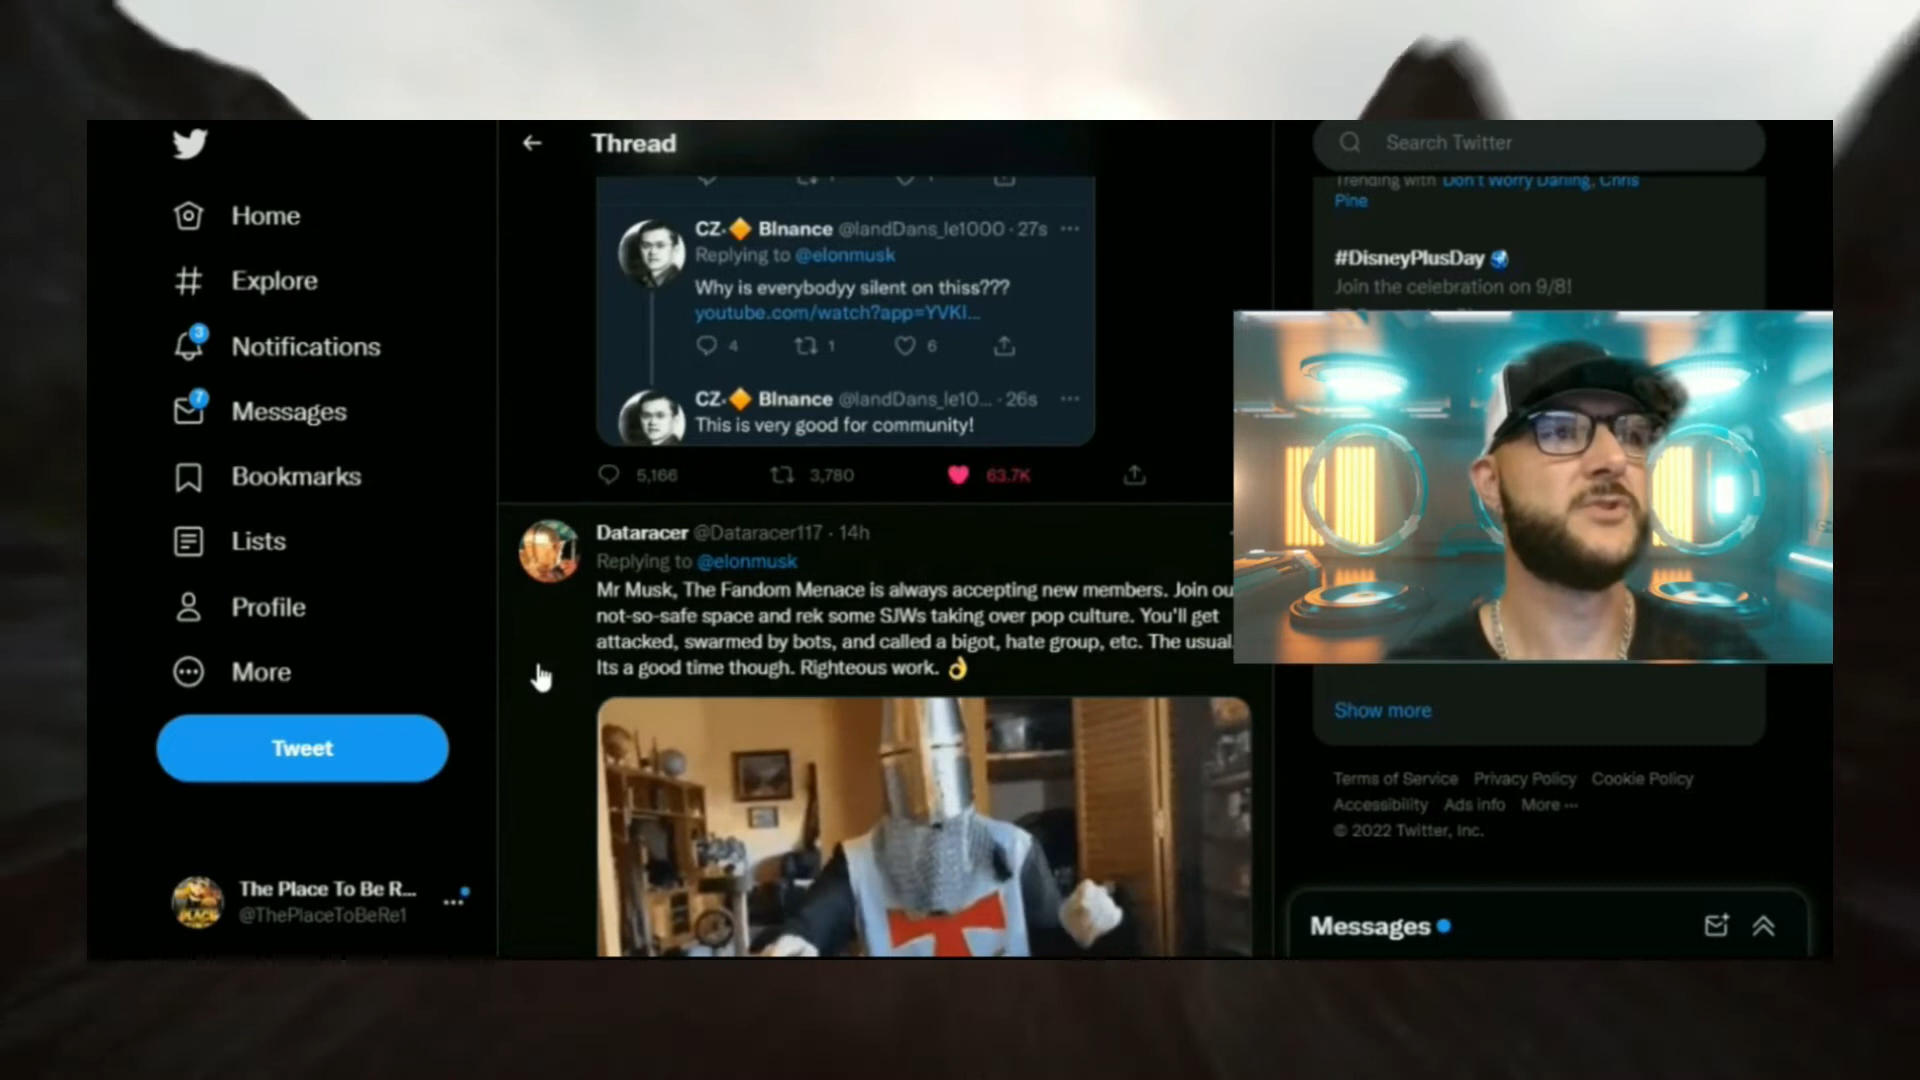 Home
Explore
3
Notifications
7
Messages
Bookmarks
Lists
Profile
More
Tweet
The Place To Be R...
@ThePlaceToBeRe1
Thread
CZ🔶 BInance @landDans_le1000 · 27s
Replying to @elonmusk
Why is everybodyy silent on thiss???
youtube.com/watch?app=YVKI...
4 1 6
CZ🔶 BInance @landDans_le10... · 26s
This is very good for community!
5,166 3,780 63.7K
Dataracer @Dataracer117 · 14h
Replying to @elonmusk
Mr Musk, The Fandom Menace is always accepting new members. Join ou
not-so-safe space and rek some SJWs taking over pop culture. You'll get
attacked, swarmed by bots, and called a bigot, hate group, etc. The usual.
Its a good time though. Righteous work. 👌
Search Twitter
Trending with Don't Worry Darling, Chris
Pine
#DisneyPlusDay
Join the celebration on 9/8!
Show more
Terms of Service Privacy Policy Cookie Policy
Accessibility Ads info More ···
© 2022 Twitter, Inc.
Messages